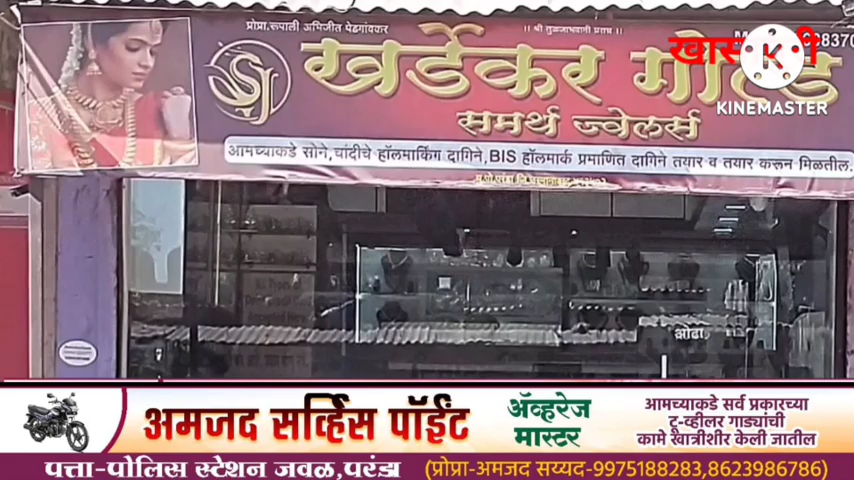 प्रोप्रा.रूपाली अभिजीत पेडगांवकर
।। श्री तुळजाभवानी प्रसन्न ।।
खास
KINEMASTER
खर्डेकर गोल्ड
समर्थ ज्वेलर्स
आमच्याकडे सोने,चांदीचे हॉलमार्किंग दागिने,BIS हॉलमार्क प्रमाणित दागिने तयार व तयार करून मिळतील.
ओढा
अमजद सर्व्हिस पॉईंट
ॲव्हरेज
मास्टर
आमच्याकडे सर्व प्रकारच्या
टू-व्हीलर गाड्यांची
कामे खात्रीशीर केली जातील
पत्ता-पोलिस स्टेशन जवळ,परंडा (प्रोप्रा-अमजद सय्यद-9975188283,8623986786)